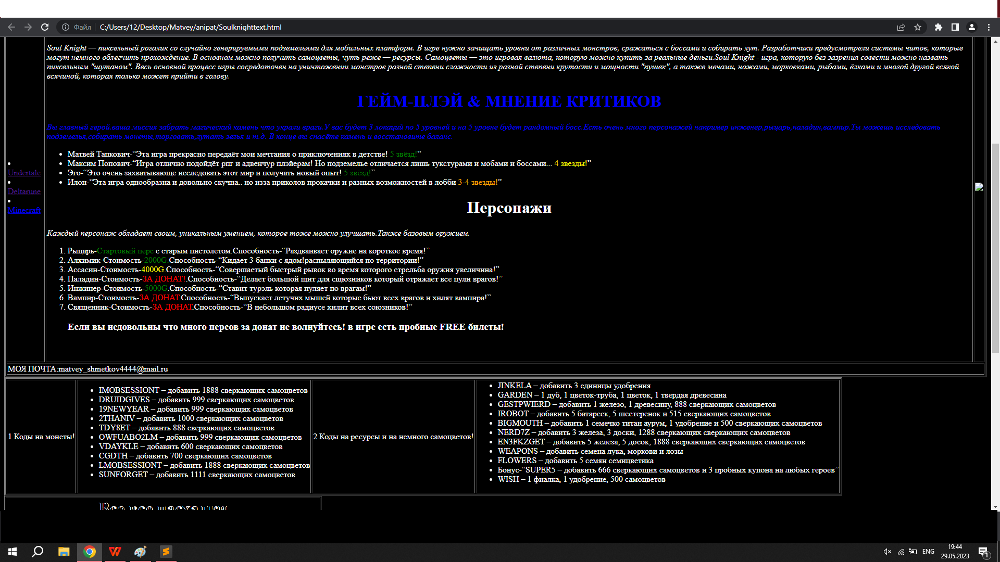 Файл
C:/Users/12/Desktop/Matvey/anipat/Soulknighttext.html
Soul Knight — пиксельный рогалик со случайно генерируемыми подземельями для мобильных платформ. В игре нужно зачищать уровни от различных монстров, сражаться с боссами и собирать лут. Разработчики предусмотрели системы читов, которые
могут немного облегчить прохождение. В основном можно получить самоцветы, чуть реже — ресурсы. Самоцветы — это игровая валюта, которую можно купить за реальные деньги.Soul Knight - игра, которую без зазрения совести можно назвать
пиксельным "шутаном". Весь основной процесс игры сосредоточен на уничтожении монстров разной степени сложности из разной степени крутости и мощности "пушек", а также мечами, ножами, морковками, рыбами, ёлками и многой другой всякой
всячиной, которая только может прийти в голову.
ГЕЙМ-ПЛЭЙ & МНЕНИЕ КРИТИКОВ
Вы главный герой.ваша миссия забрать магический камень что украли враги.У вас будет 3 локаций по 5 уровней и на 5 уровне будет рандомный босс.Есть очень много персонажей например инженер,рыцарь,паладин,вампир.Ты можешь исследовать
подземелья,собирать монеты,торговать,лутать зелья и т.д. В конце вы спасёте камень и восстановите баланс.
Матвей Тапкович-“Эта игра прекрасно передаёт мои мечтания о приключениях в детстве! 5 звёзд!”
Максим Попович-“Игра отлично подойдёт рпг и адвенчур плэйерам! Но подземелье отличается лишь тукстурами и мобами и боссами... 4 звезды!”
Эго-“Это очень захватывающе исследовать этот мир и получать новый опыт! 5 звёзд!”
Илон-“Эта игра однообразна и довольно скучна.. но изза приколов прокачки и разных возможностей в лобби 3-4 звезды!”
Undertale
Deltarune
Minecraft
Персонажи
Каждый персонаж обладает своим, уникальным умением, которое тоже можно улучшать.Также базовым оружием.
1. Рыцарь-Стартовый перс с старым пистолетом.Способность-“Раздваивает оружие на короткое время!”
2. Алхимик-Стоимость-2000G Способность-“Кидает 3 банки с ядом!распыляющийся по территории!”
3. Ассасин-Стоимость-4000G.Способность-“Совершаетый быстрый рывок во время которого стрельба оружия увеличина!”
4. Паладин-Стоимость-ЗА ДОНАТ!.Способность-“Делает большой щит для сщюзников который отражает все пули врагов!”
5. Инжинер-Стоимость-5000G.Способность-“Ставит турэль которая пуляет по врагам!”
6. Вампир-Стоимость-ЗА ДОНАТ.Способность-“Выпускает летучих мышей которые бьют всех врагов и хилят вампира!”
7. Священник-Стоимость-ЗА ДОНАТ.Способность-“В небольшом радиусе хилит всех союзников!”
Если вы недовольны что много персов за донат не волнуйтесь! в игре есть пробные FREE билеты!
МОЯ ПОЧТА:matvey_shmetkov4444@mail.ru
1 Коды на монеты!
IMOBSESSIONT – добавить 1888 сверкающих самоцветов
DRUIDGIVES – добавить 999 сверкающих самоцветов
19NEWYEAR – добавить 999 сверкающих самоцветов
2THANIV – добавить 1000 сверкающих самоцветов
TDY8ET – добавить 888 сверкающих самоцветов
OWFUABO2LM – добавить 999 сверкающих самоцветов
VDAYKLE – добавить 600 сверкающих самоцветов
CGDTH – добавить 700 сверкающих самоцветов
LMOBSESSIONT – добавить 1888 сверкающих самоцветов
SUNFORGET – добавить 1111 сверкающих самоцветов
2 Коды на ресурсы и на немного самоцветов!
JINKELA – добавить 3 единицы удобрения
GARDEN – 1 дуб, 1 цветок-труба, 1 цветок, 1 твердая древесина
GESTPWIERD – добавить 1 железо, 1 древесину, 888 сверкающих самоцветов
IROBOT – добавить 5 батареек, 5 шестеренок и 515 сверкающих самоцветов
BIGMOUTH – добавить 1 семечко титан аурум, 1 удобрение и 500 сверкающих самоцветов
NERD7Z – добавить 3 железа, 3 доски, 1288 сверкающих сверкающих самоцветов
EN3FKZGET – добавить 5 железа, 5 досок, 1888 сверкающих сверкающих самоцветов
WEAPONS – добавить семена лука, моркови и лозы
FLOWERS – добавить 5 семян семицветика
Бонус-“SUPER5 – добавить 666 сверкающих самоцветов и 3 пробных купона на любых героев”
WISH – 1 фиалка, 1 удобрение, 500 самоцветов
ENG
19:44
29.05.2023
1